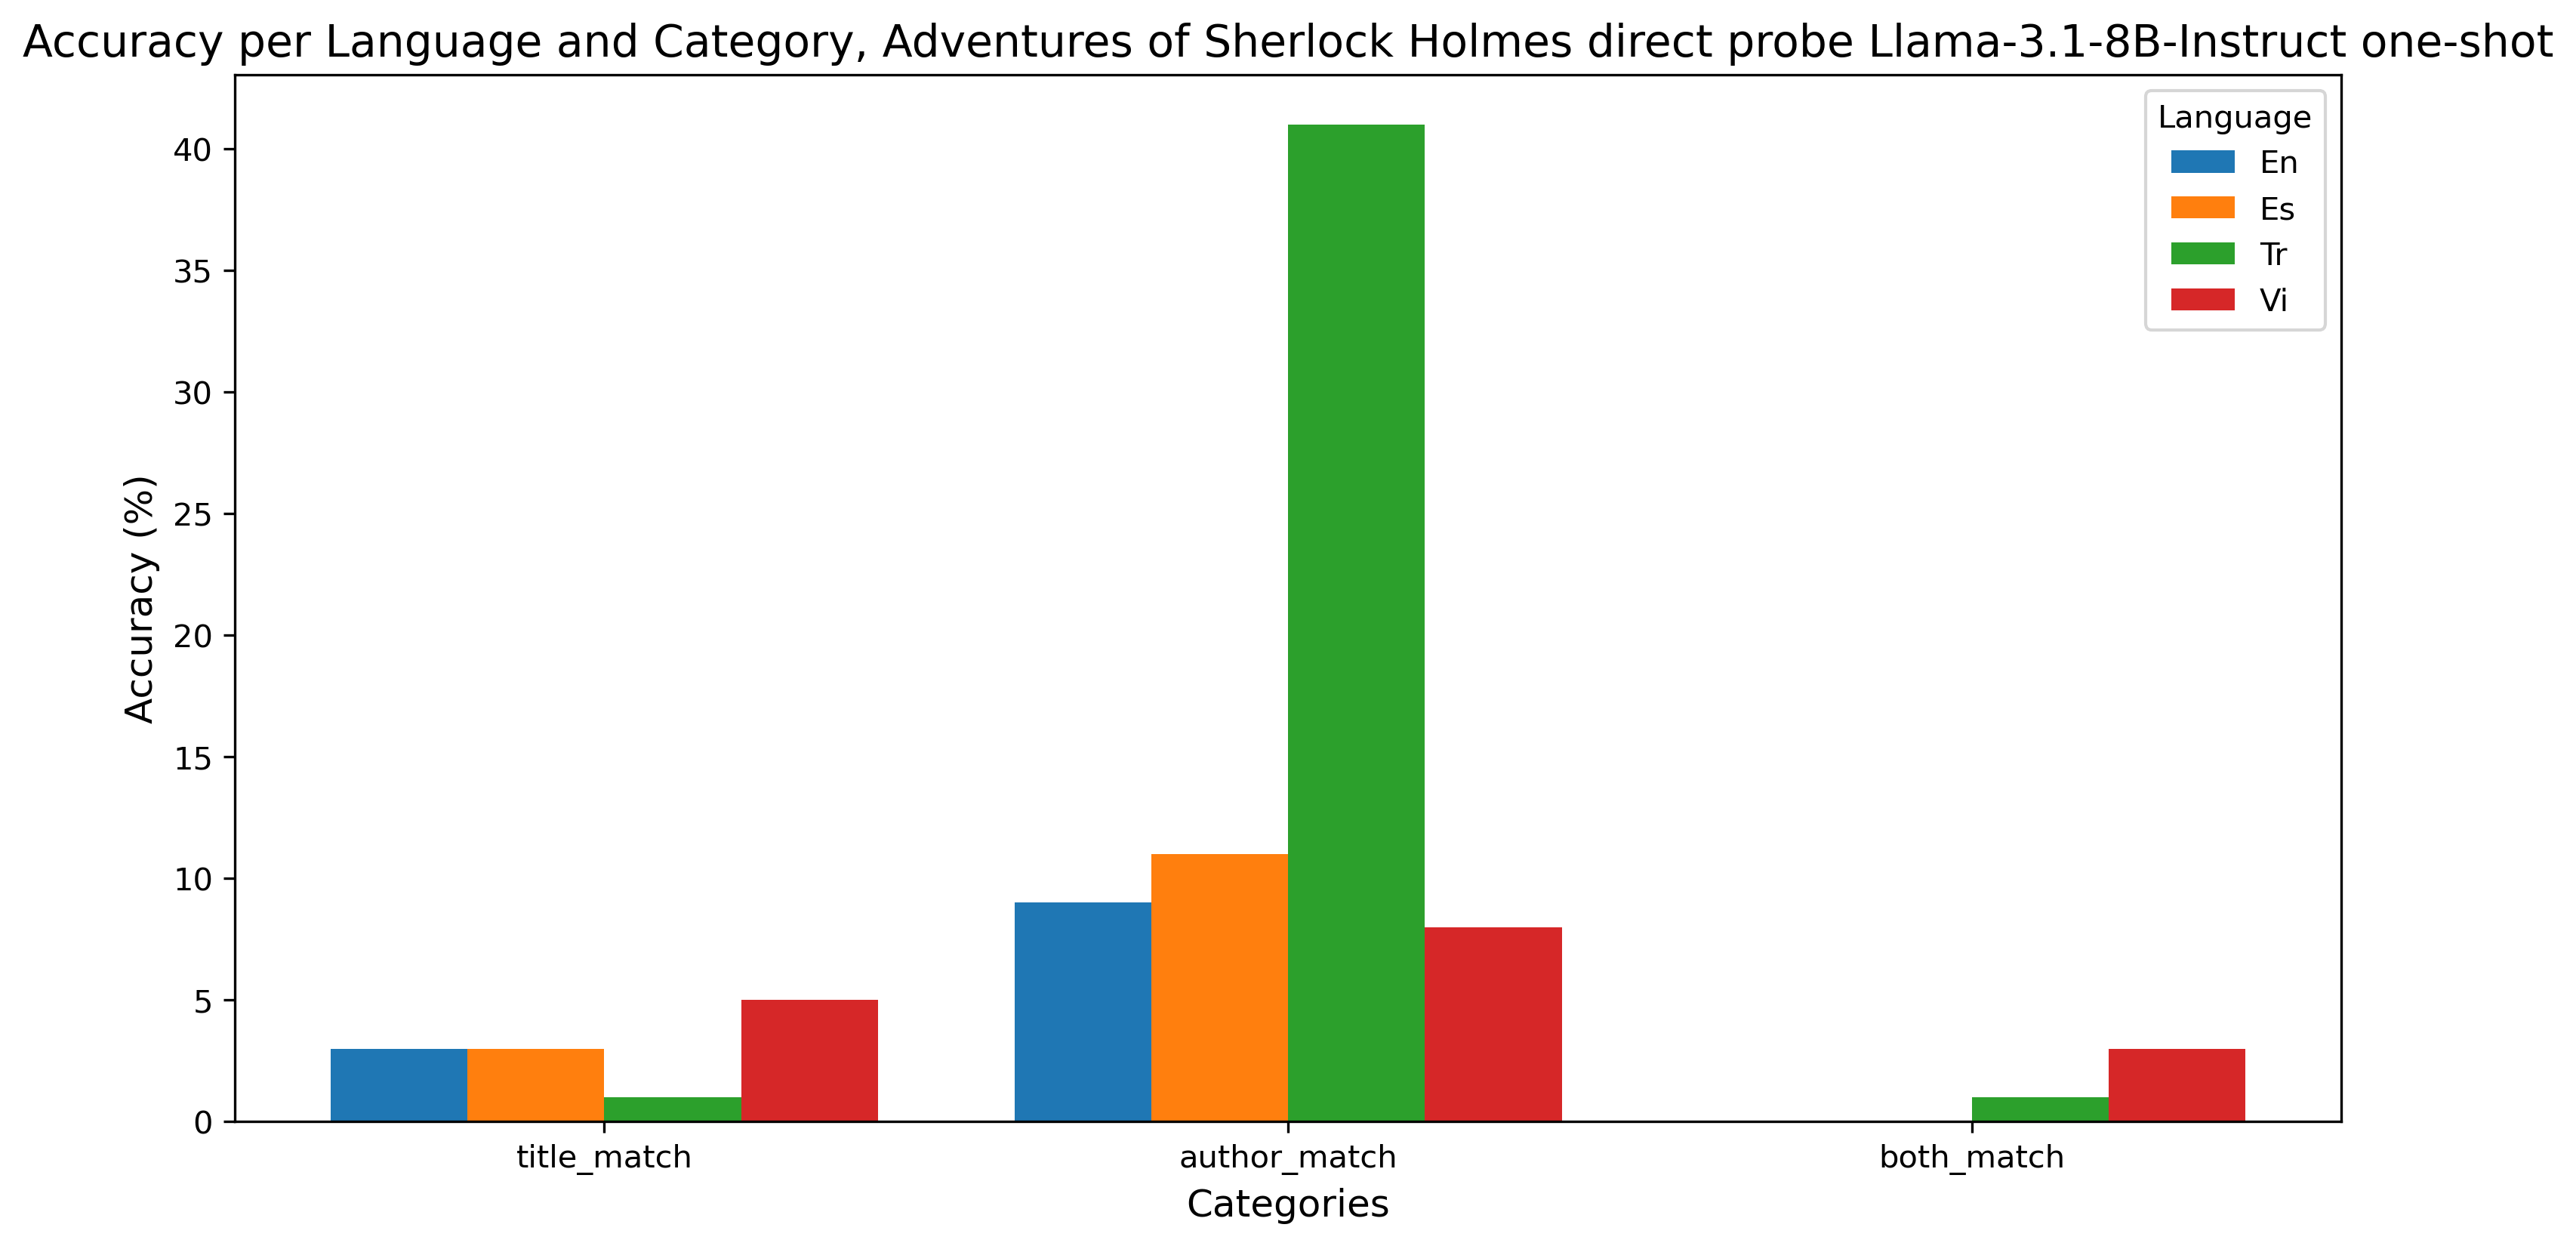 Accuracy per Language and Category, Adventures of Sherlock Holmes direct probe Llama-3.1-8B-Instruct one-shot
Language
En
Es
Tr
Vi
Accuracy (%)
40
35
30
25
20
15
10
5
0
title_match
author_match
both_match
Categories